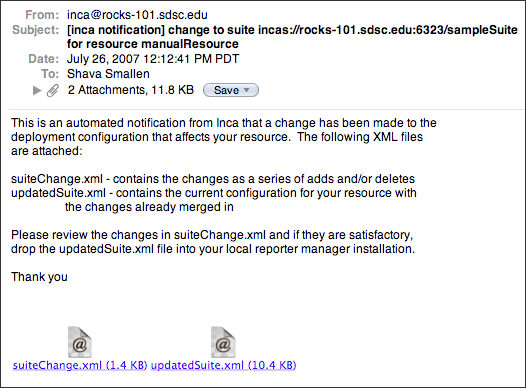 From: inca@rocks-101.sdsc.edu
Subject: [inca notification] change to suite incas://rocks-101.sdsc.edu:6323/sampleSuite
for resource manualResource
Date: July 26, 2007 12:12:41 PM PDT
To: Shava Smallen
2 Attachments, 11.8 KB Save
This is an automated notification from Inca that a change has been made to the
deployment configuration that affects your resource. The following XML files
are attached:
suiteChange.xml - contains the changes as a series of adds and/or deletes
updatedSuite.xml - contains the current configuration for your resource with
the changes already merged in
Please review the changes in suiteChange.xml and if they are satisfactory,
drop the updatedSuite.xml file into your local reporter manager installation.
Thank you
@ @
suiteChange.xml (1.4 KB) updatedSuite.xml (10.4 KB)